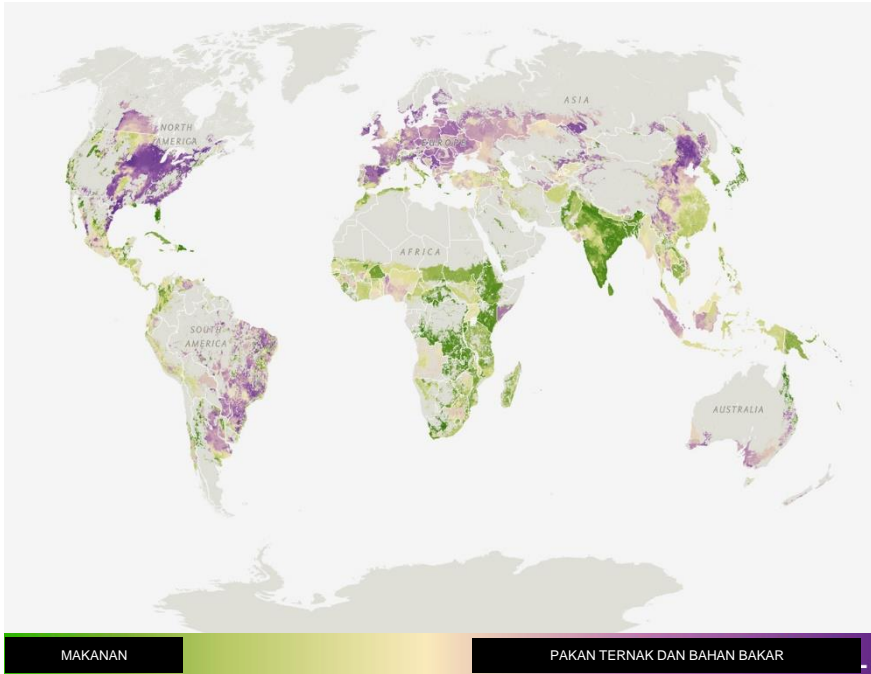 ASIA
NORTH
AMERICA
EUROPE
AFRICA
SOUTH
AMERICA
AUSTRALIA
MAKANAN
PAKAN TERNAK DAN BAHAN BAKAR